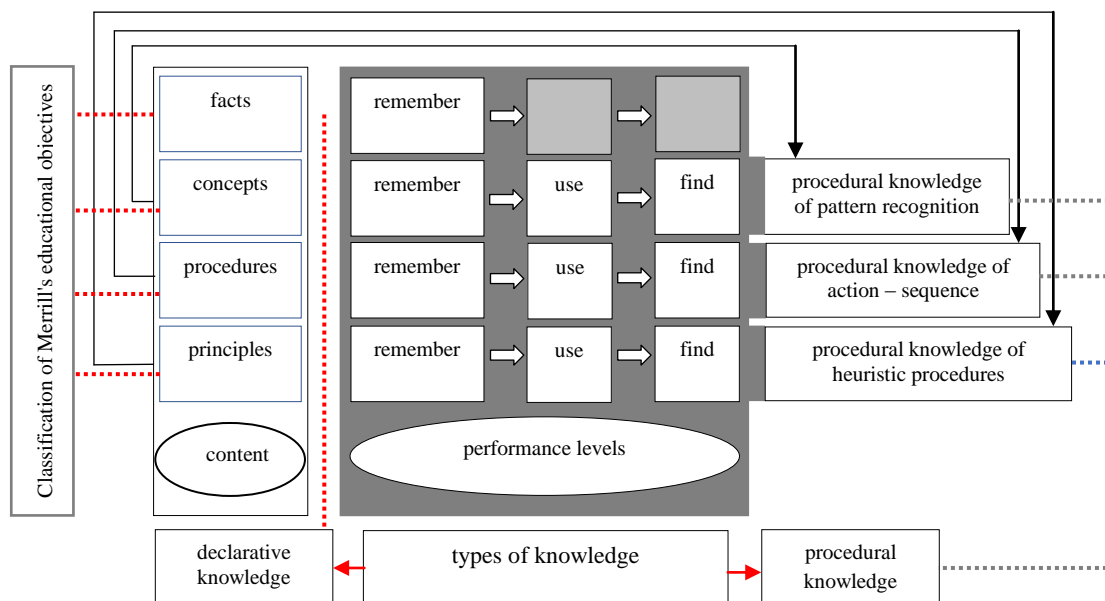 Classification of Merrill's educational objectives
facts
remember
concepts
remember
use
find
procedural knowledge
of pattern recognition
procedures
remember
use
find
procedural knowledge of
action – sequence
principles
remember
use
find
procedural knowledge of
heuristic procedures
content
performance levels
declarative
knowledge
types of knowledge
procedural
knowledge